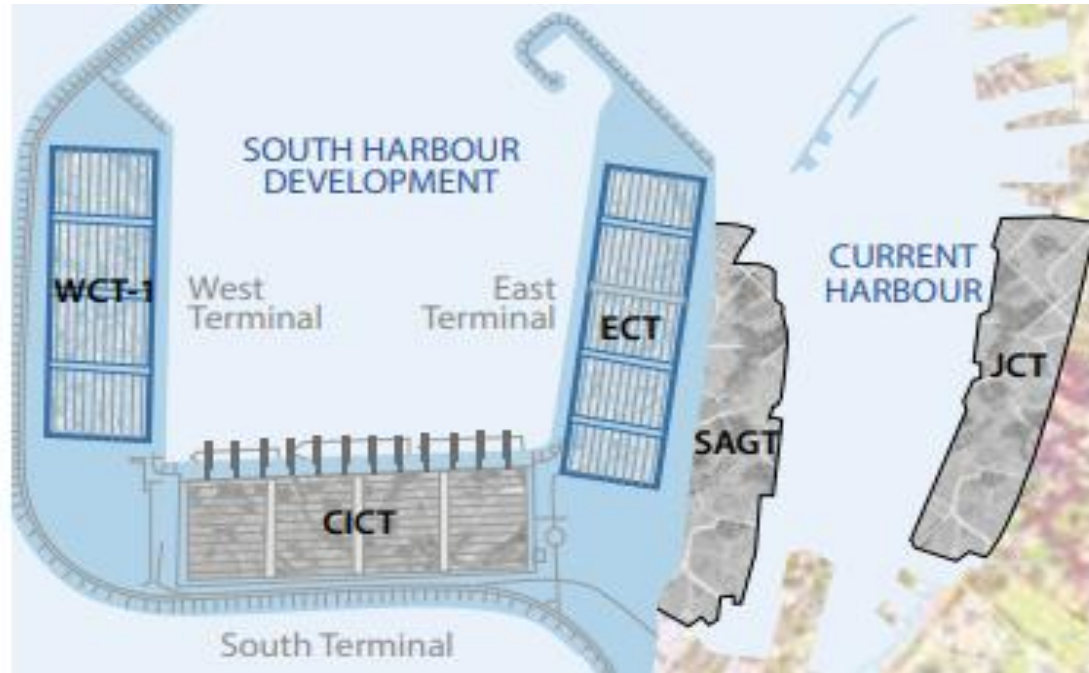 SOUTH HARBOUR
DEVELOPMENT
WCT-1
West
Terminal
East
Terminal
ECT
CURRENT
HARBOUR
JCT
SAGT
CICT
South Terminal